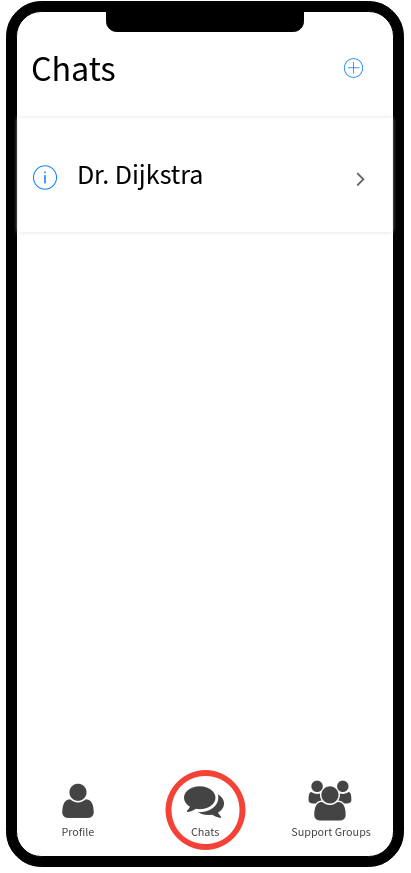 Chats
Dr. Dijkstra
Profile
Chats
Support Groups